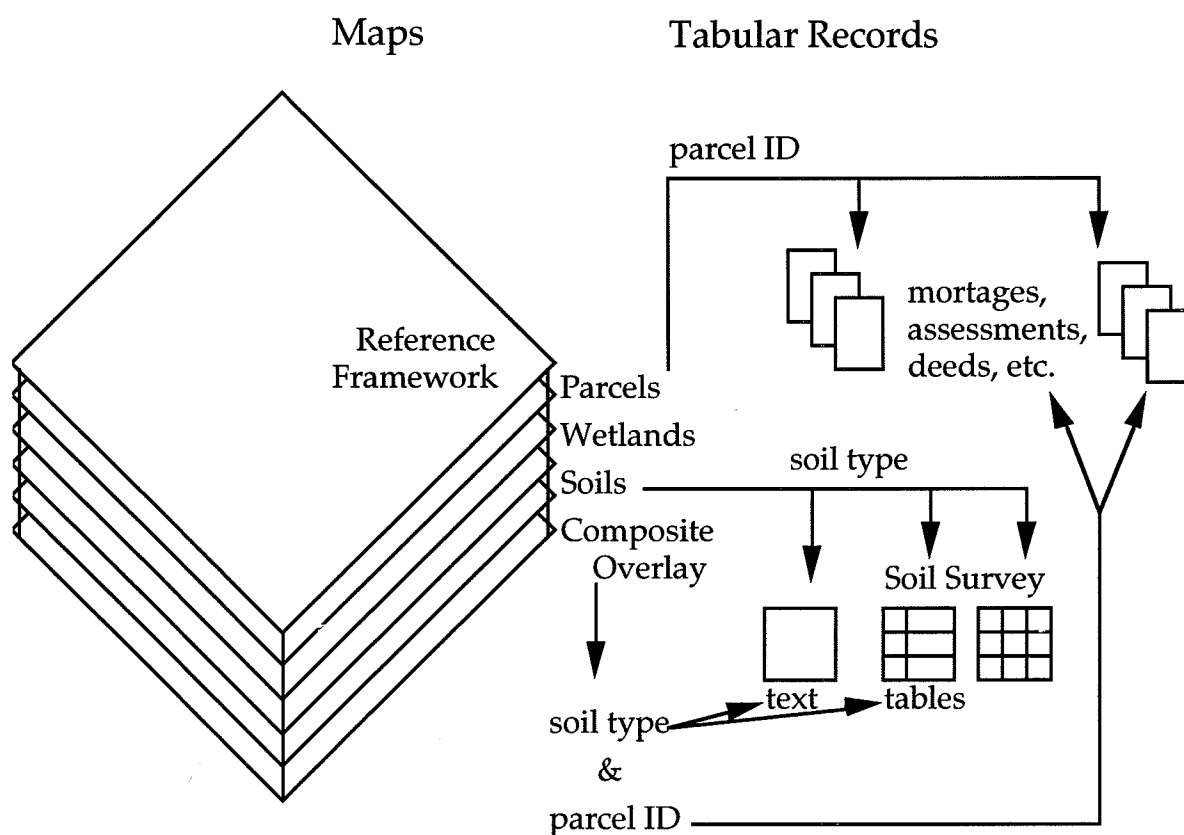 Maps
Tabular Records
parcel ID
mortages,
assessments,
deeds, etc.
Reference
Framework
Parcels
Wetlands
Soils
Composite
Overlay
soil type
Soil Survey
text
tables
soil type
&
parcel ID